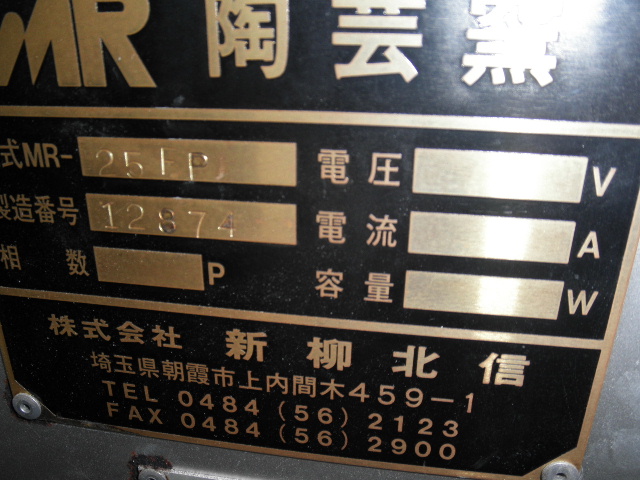 MR 陶芸窯
式MR- 25 電圧 V
製造番号 12874 電流 A
相数 P 容量 W
株式会社 新柳北信
埼玉県朝霞市上内間木459-1
TEL 0484 (56) 2123
FAX 0484 (56) 2900